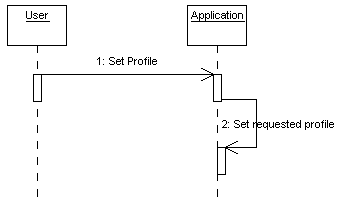 User
Application
1: Set Profile
2: Set requested profile